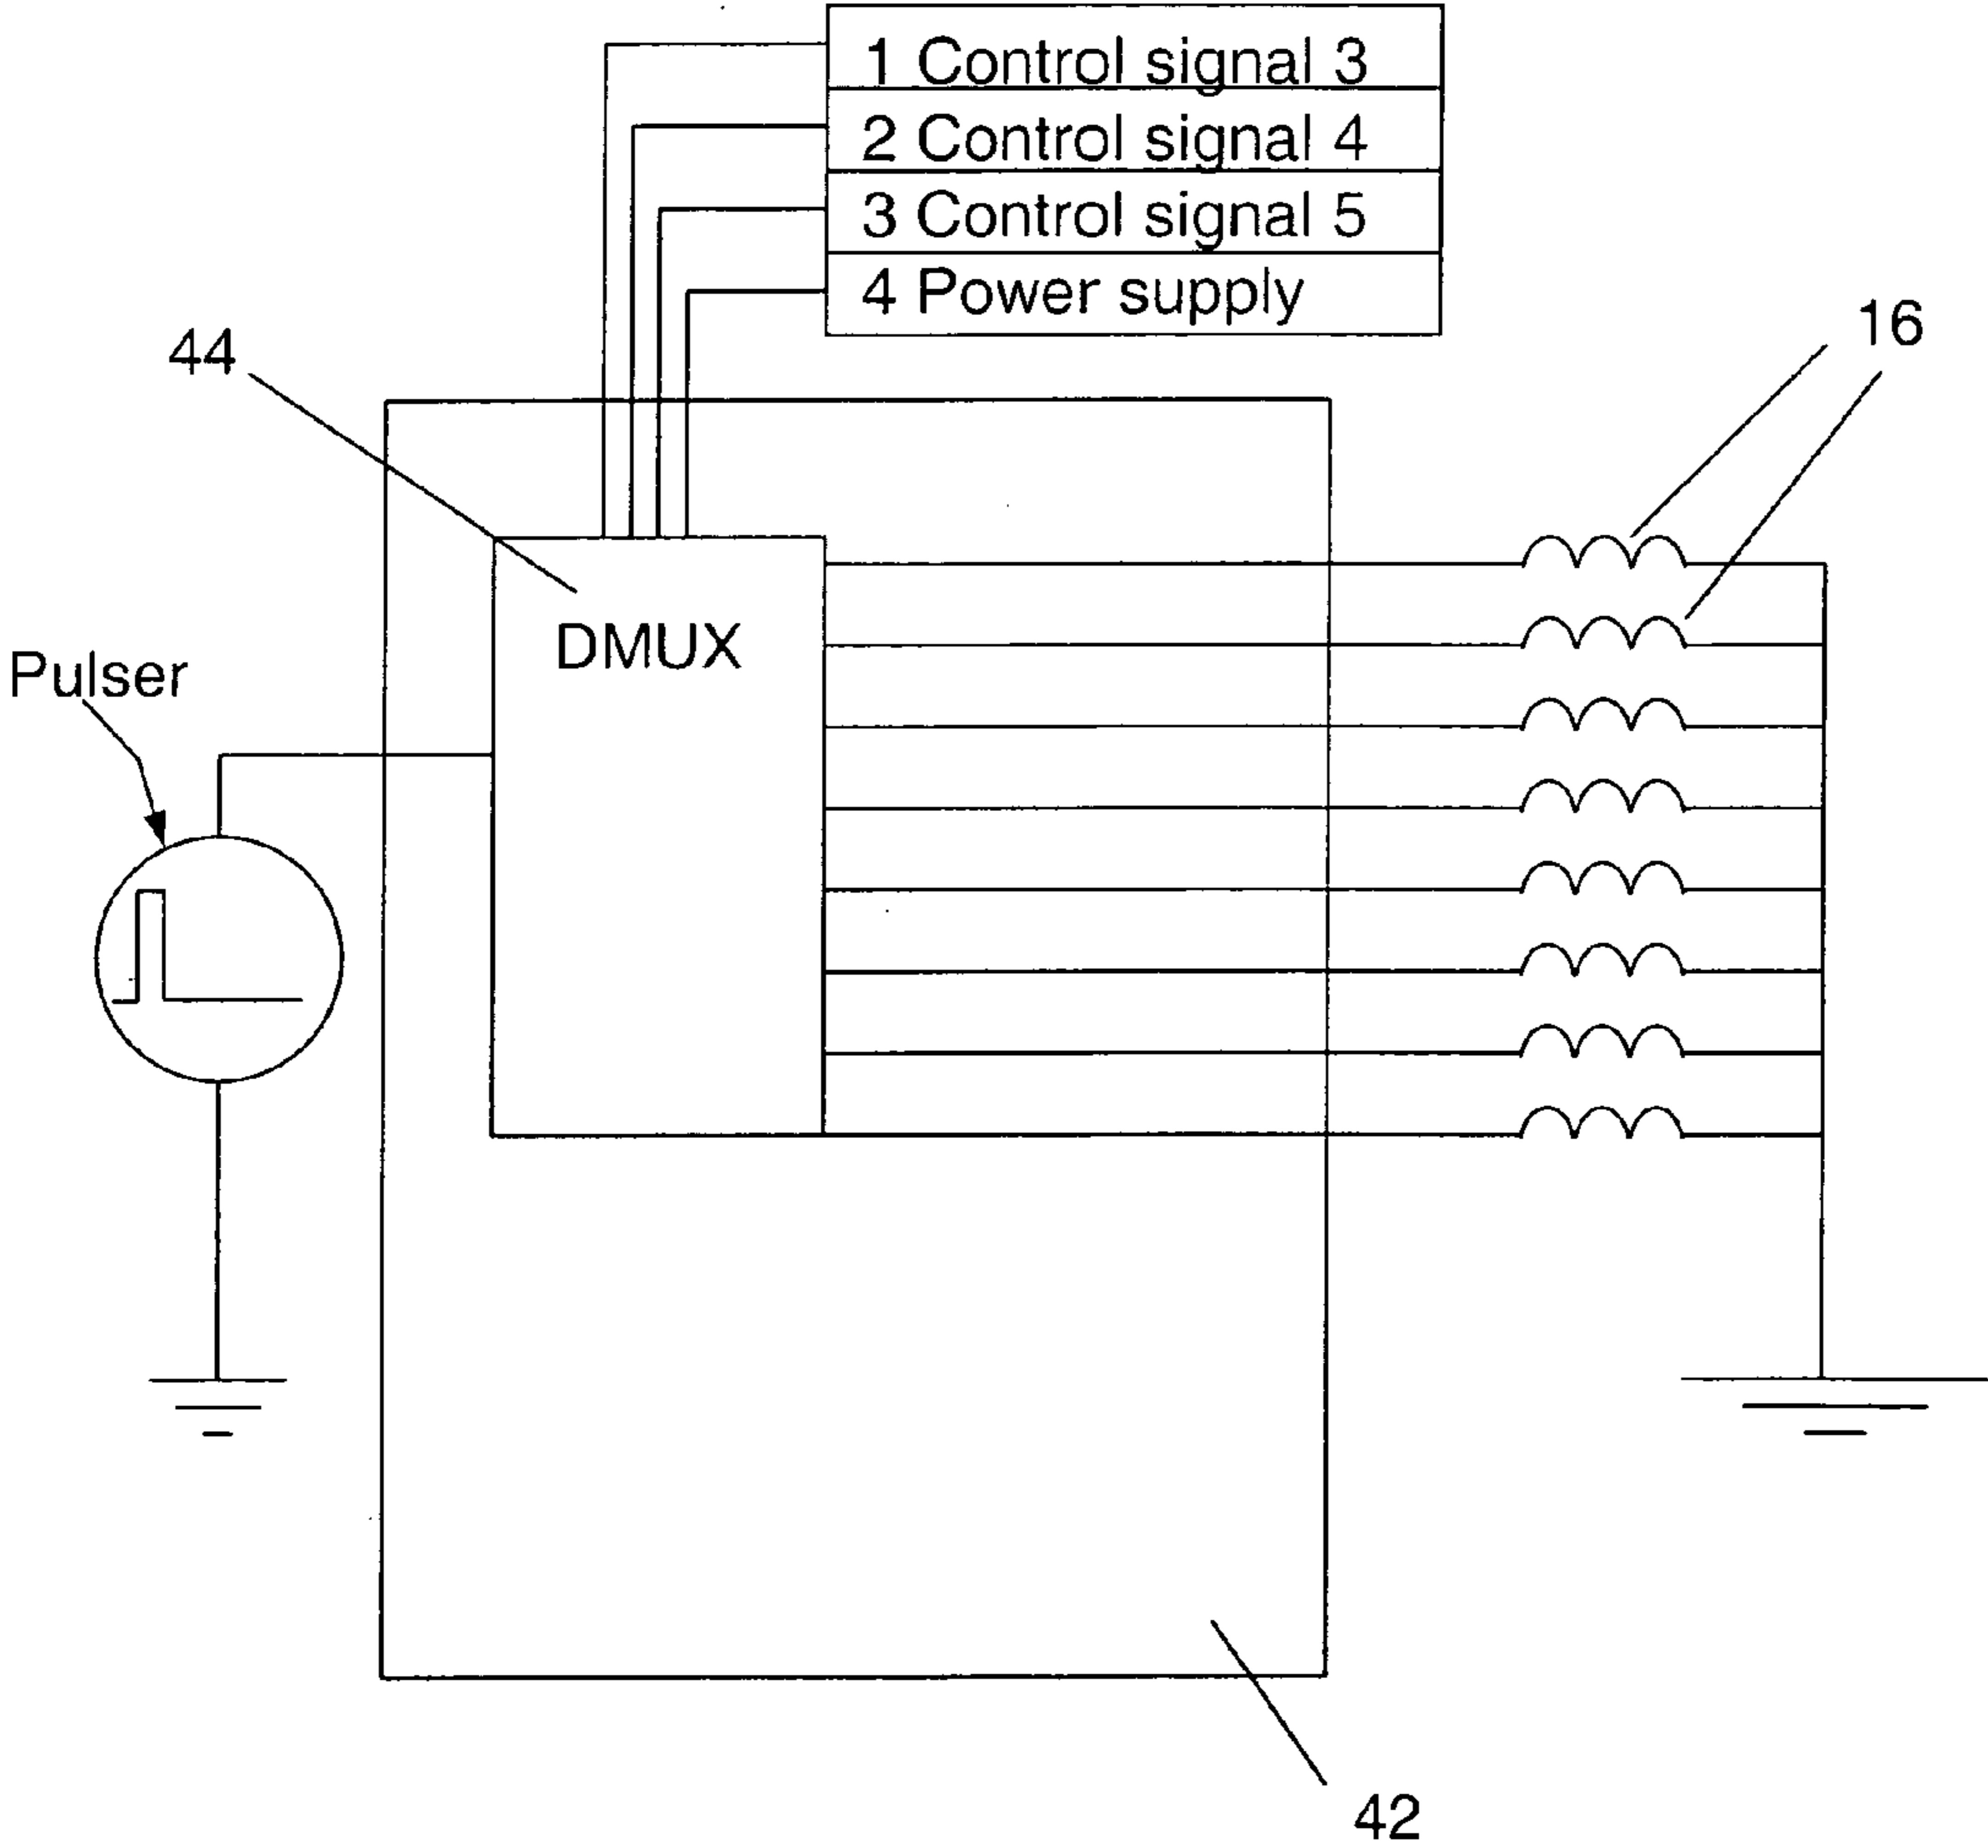 1 Control signal 3
2 Control signal 4
3 Control signal 5
4 Power supply
16
44
DMUX
Pulser
42